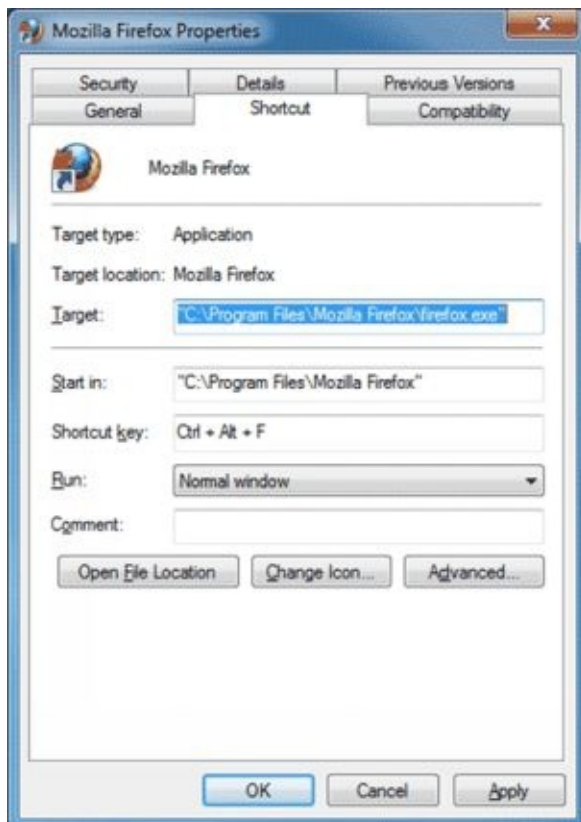 Mozilla Firefox Properties
Security Details Previous Versions
General Shortcut Compatibility
Mozilla Firefox
Target type: Application
Target location: Mozilla Firefox
Target: "C:\Program Files\Mozilla Firefox\firefox.exe"
Start in: "C:\Program Files\Mozilla Firefox"
Shortcut key: Ctrl + Alt + F
Run: Normal window
Comment:
Open File Location Change Icon... Advanced...
OK Cancel Apply